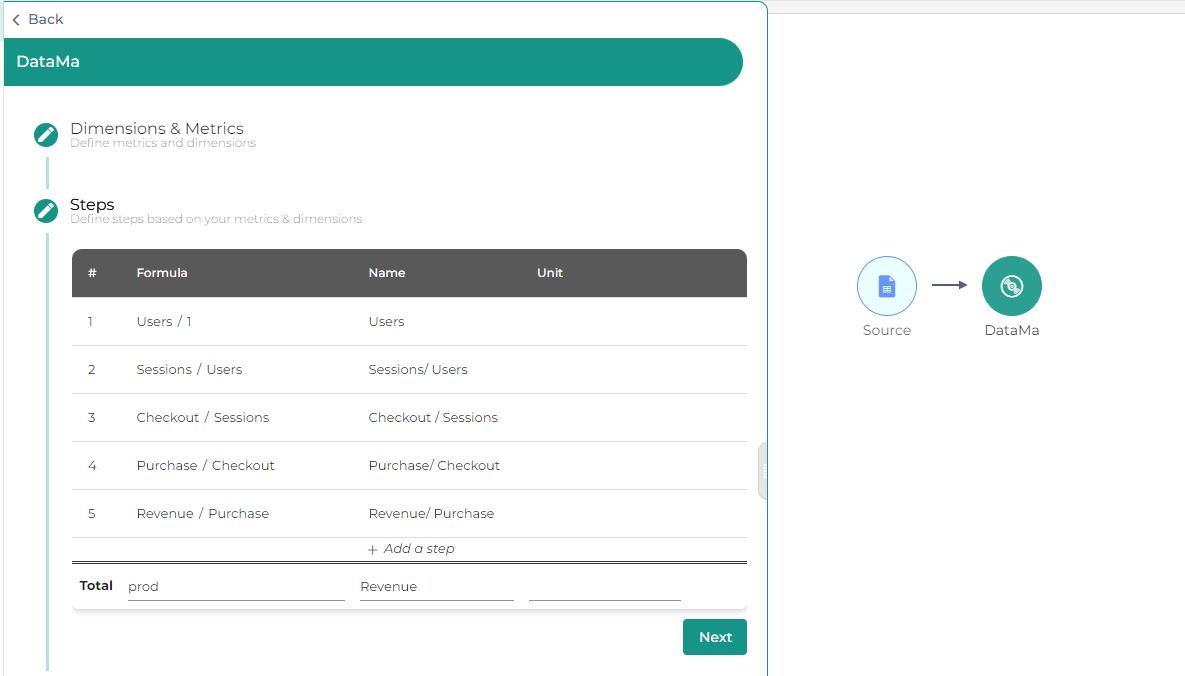 Back
DataMa
Dimensions & Metrics
Define metrics and dimensions
Steps
Define steps based on your metrics & dimensions
# Formula Name Unit
1 Users / 1 Users
2 Sessions / Users Sessions/ Users
3 Checkout / Sessions Checkout / Sessions
4 Purchase / Checkout Purchase/ Checkout
5 Revenue / Purchase Revenue/ Purchase
+ Add a step
Total prod Revenue
Next
Source
DataMa